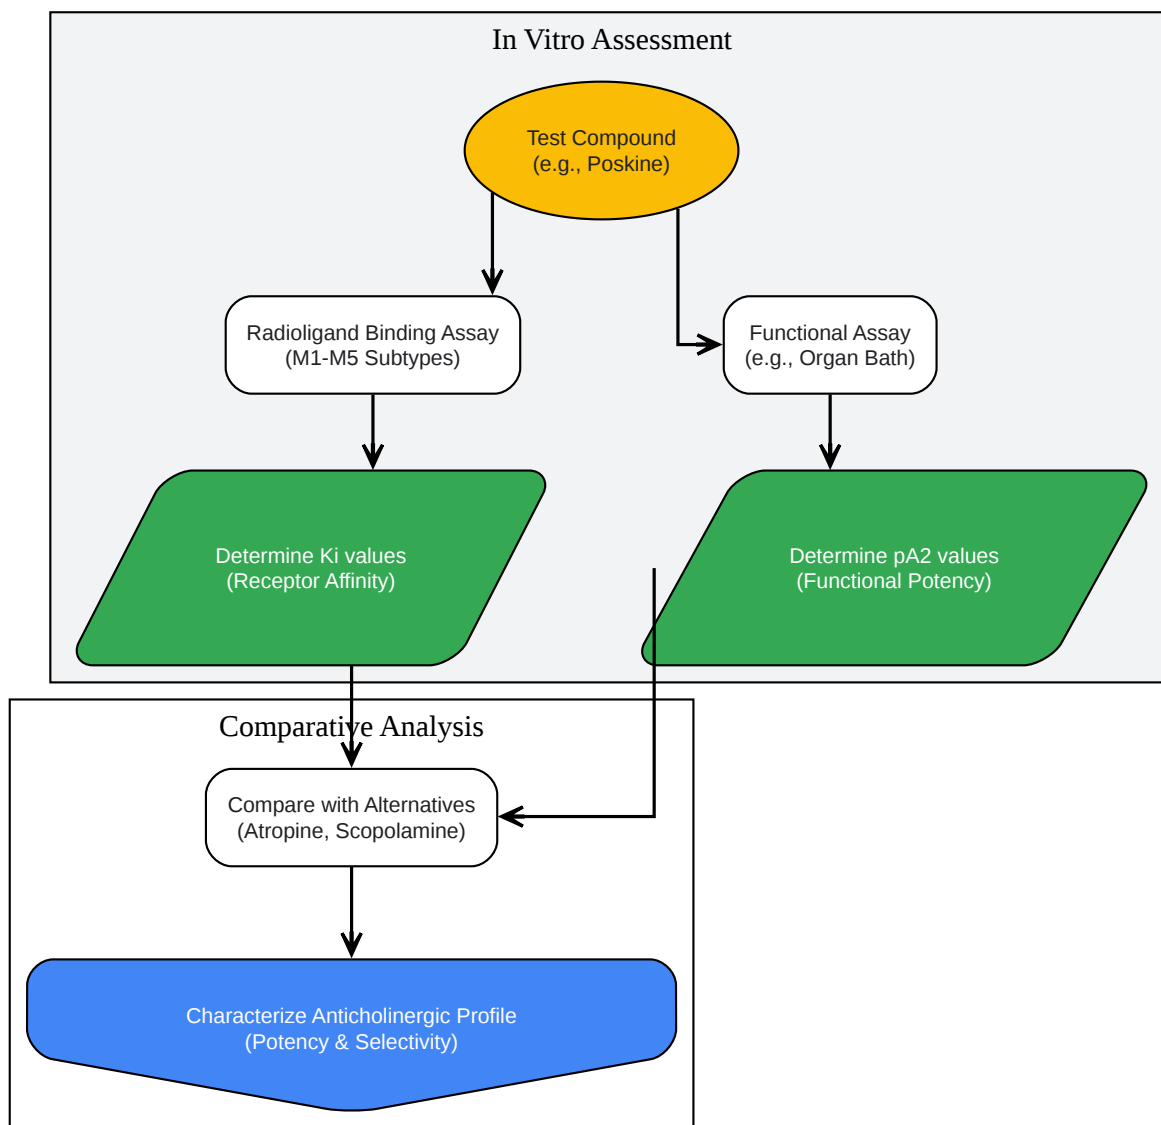 In Vitro Assessment
Test Compound
(e.g., Poskine)
Radioligand Binding Assay
(M1-M5 Subtypes)
Functional Assay
(e.g., Organ Bath)
Determine Ki values
(Receptor Affinity)
Determine pA2 values
(Functional Potency)
Comparative Analysis
Compare with Alternatives
(Atropine, Scopolamine)
Characterize Anticholinergic Profile
(Potency & Selectivity)